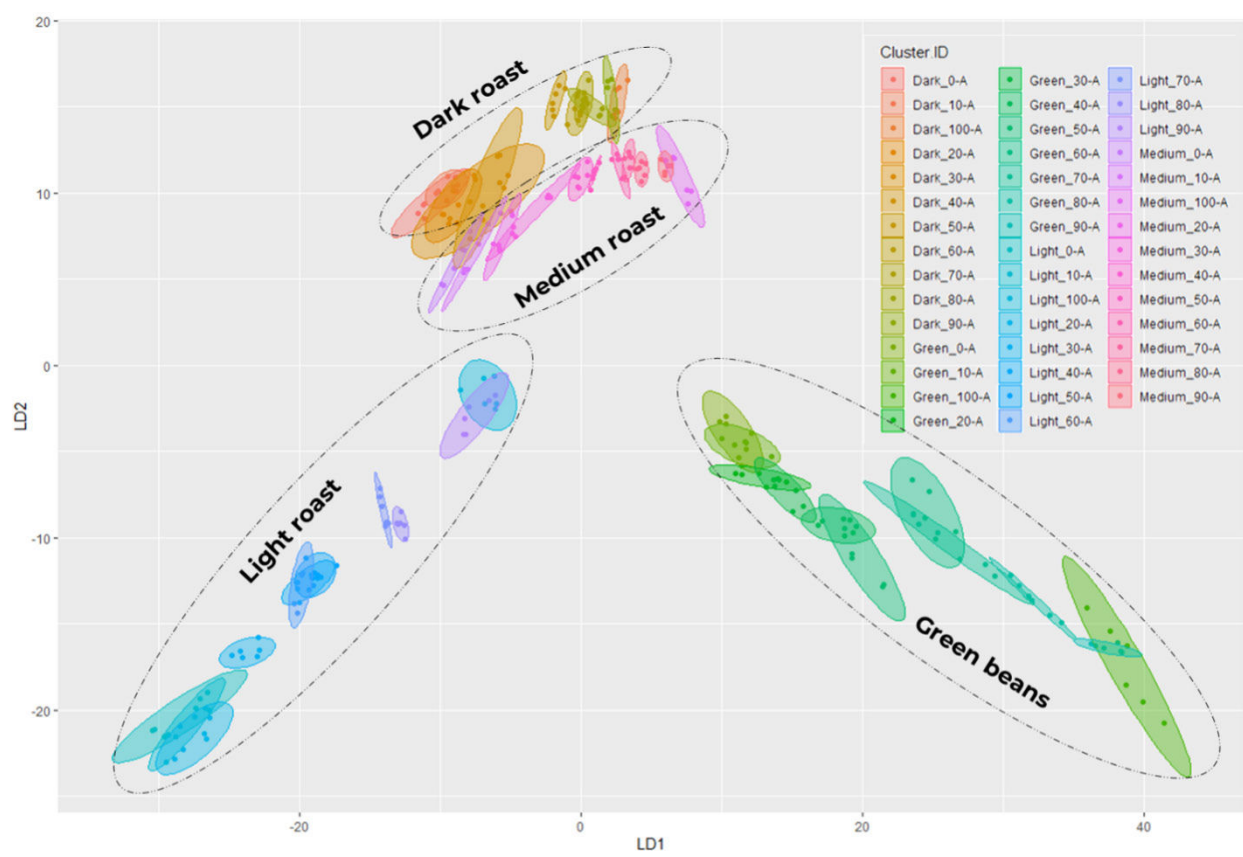 20
10
0
-10
-20
LD2
-20
0
20
40
LD1
Dark roast
Medium roast
Light roast
Green beans
Cluster.ID
Dark_0-A
Dark_10-A
Dark_100-A
Dark_20-A
Dark_30-A
Dark_40-A
Dark_50-A
Dark_60-A
Dark_70-A
Dark_80-A
Dark_90-A
Green_0-A
Green_10-A
Green_100-A
Green_20-A
Green_30-A
Green_40-A
Green_50-A
Green_60-A
Green_70-A
Green_80-A
Green_90-A
Light_0-A
Light_10-A
Light_100-A
Light_20-A
Light_30-A
Light_40-A
Light_50-A
Light_60-A
Light_70-A
Light_80-A
Light_90-A
Medium_0-A
Medium_10-A
Medium_100-A
Medium_20-A
Medium_30-A
Medium_40-A
Medium_50-A
Medium_60-A
Medium_70-A
Medium_80-A
Medium_90-A